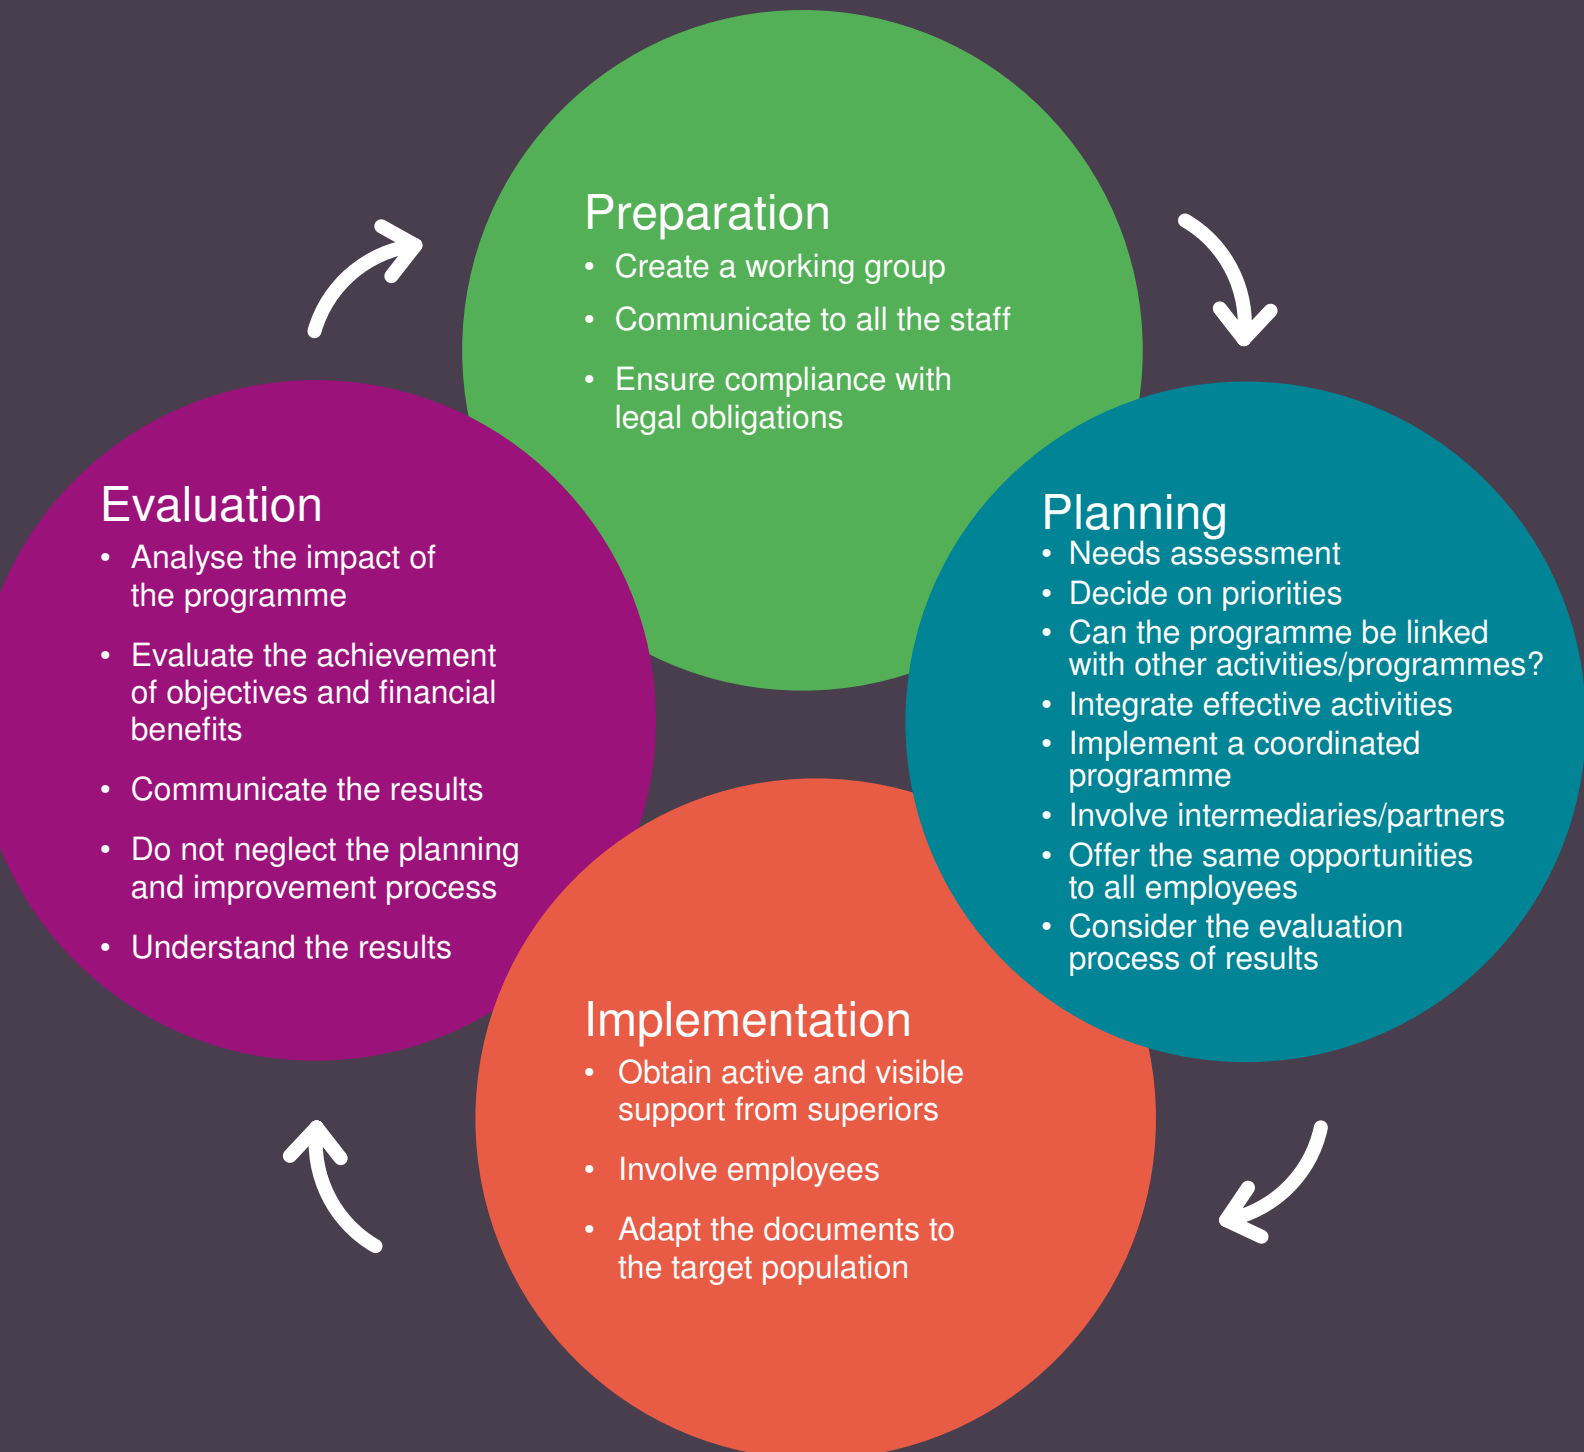 Preparation
• Create a working group
• Communicate to all the staff
• Ensure compliance with
legal obligations
Planning
• Needs assessment
• Decide on priorities
• Can the programme be linked
with other activities/programmes?
• Integrate effective activities
• Implement a coordinated
programme
• Involve intermediaries/partners
• Offer the same opportunities
to all employees
• Consider the evaluation
process of results
Implementation
• Obtain active and visible
support from superiors
• Involve employees
• Adapt the documents to
the target population
Evaluation
• Analyse the impact of
the programme
• Evaluate the achievement
of objectives and financial
benefits
• Communicate the results
• Do not neglect the planning
and improvement process
• Understand the results